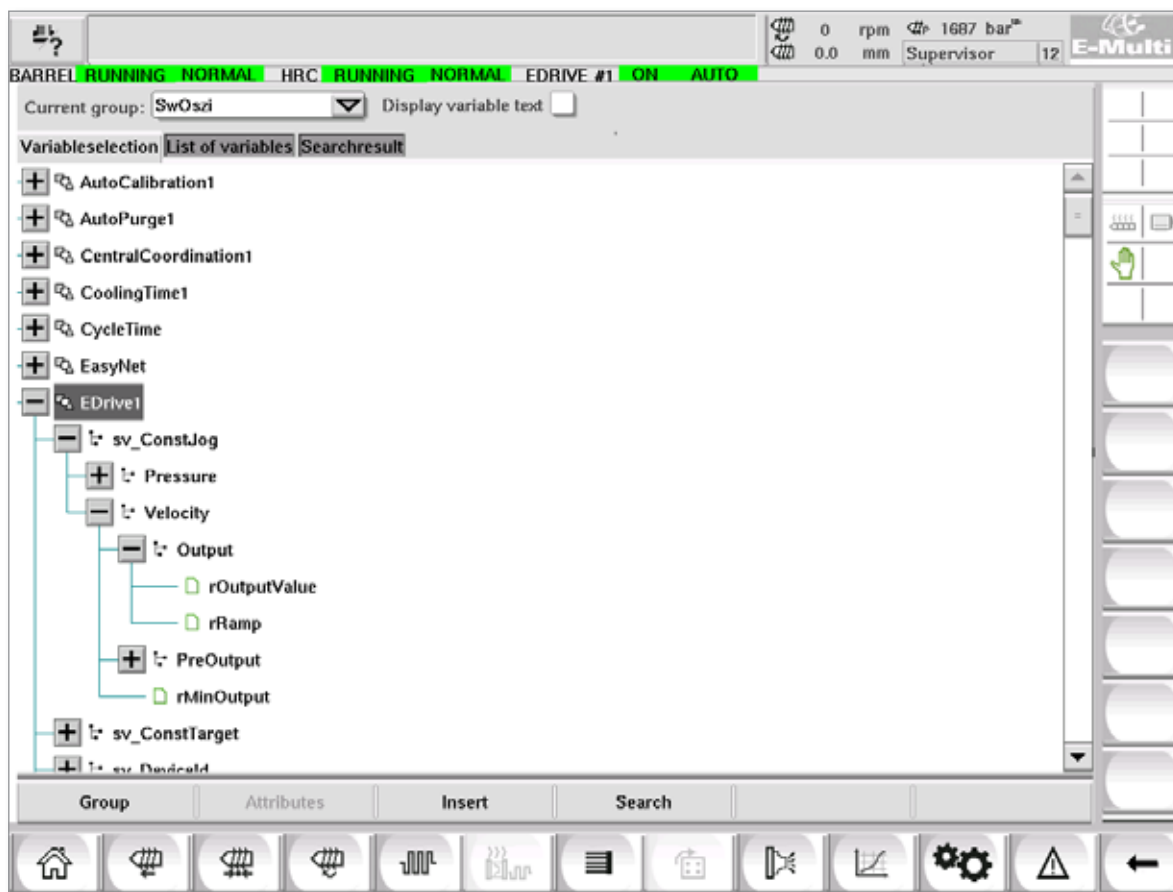 ?
0 rpm 1687 bar
0.0 mm Supervisor 12
E-Multi
BARREL RUNNING NORMAL HRC RUNNING NORMAL EDRIVE #1 ON AUTO
Current group: SwOszi Display variable text
Variableselection List of variables Searchresult
AutoCalibration1
AutoPurge1
CentralCoordination1
CoolingTime1
CycleTime
EasyNet
EDrive1
sv_ConstJog
Pressure
Velocity
Output
rOutputValue
rRamp
PreOutput
rMinOutput
sv_ConstTarget
sv_DeviceId
Group Attributes Insert Search